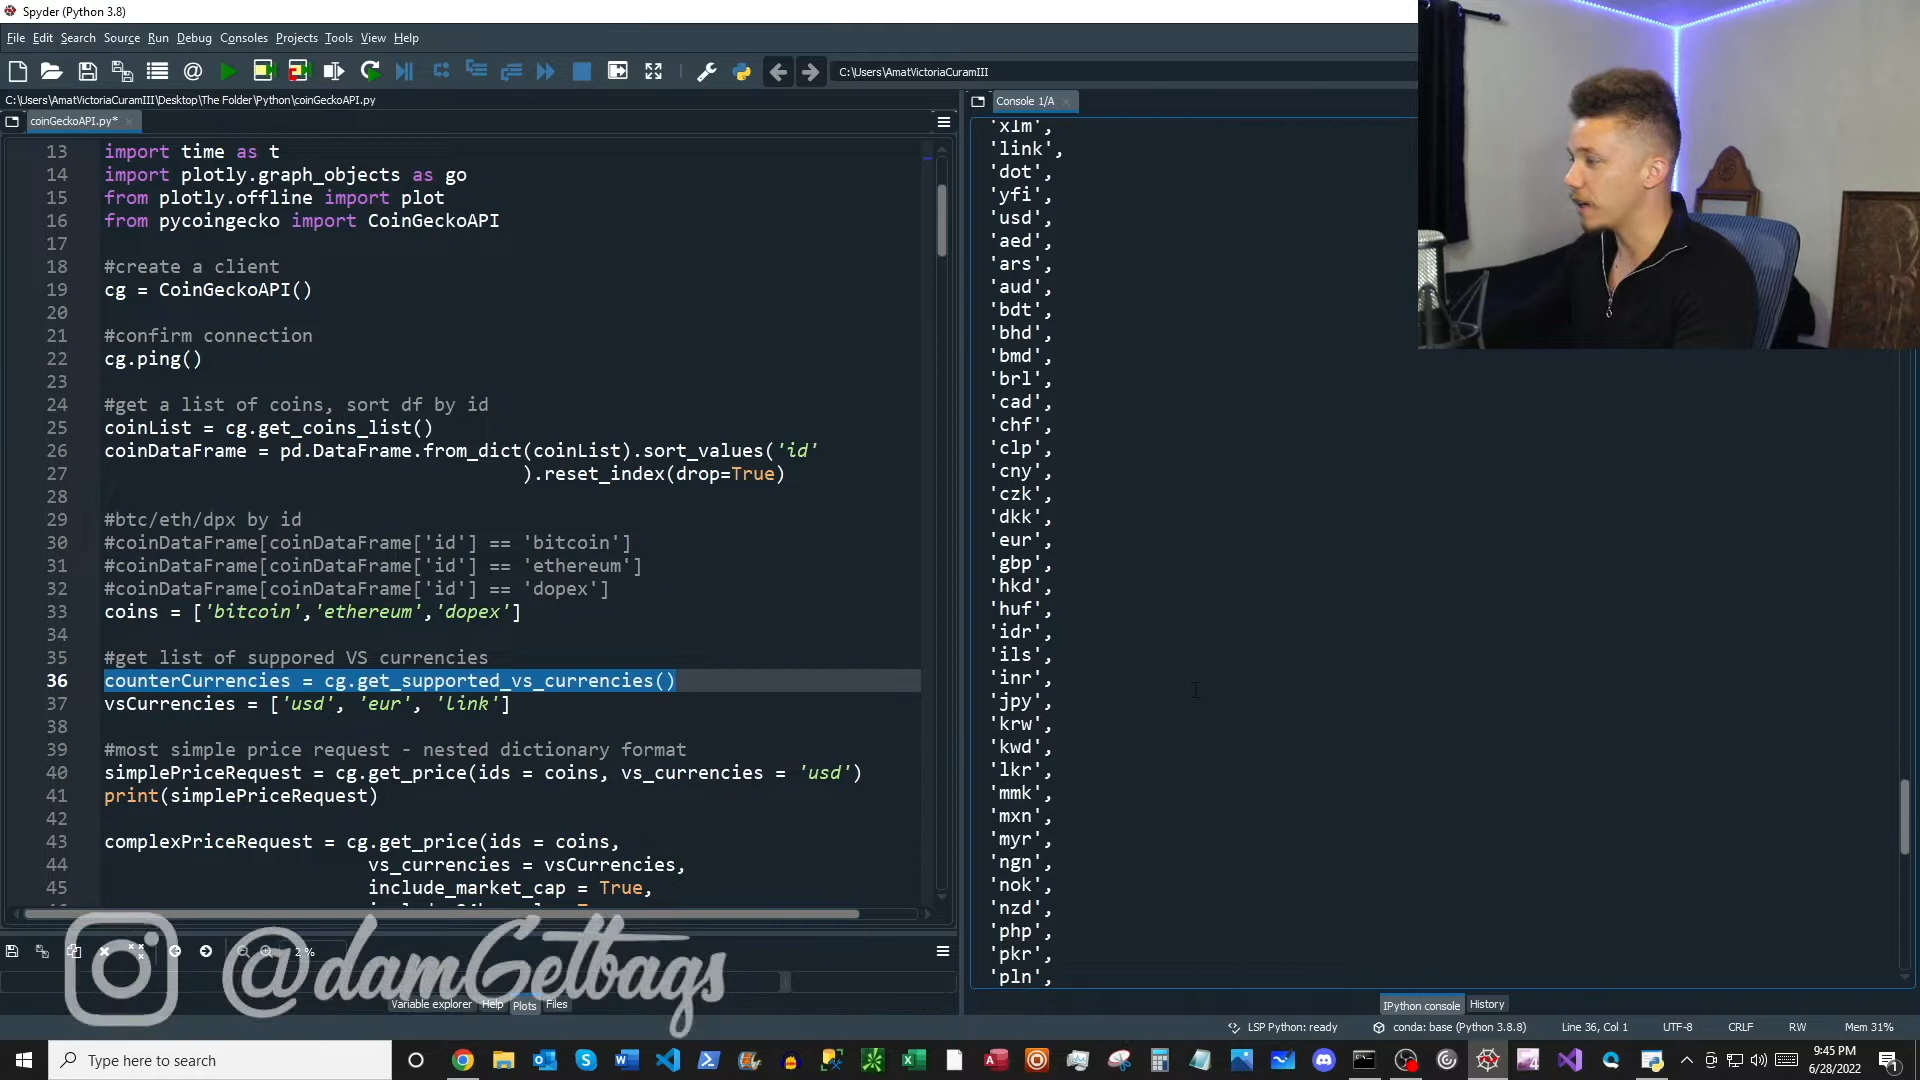 Spyder (Python 3.8)
File Edit Search Source Run Debug Consoles Projects Tools View Help
C:\Users\AmatVictoriaCuramIII
C:\Users\AmatVictoriaCuramIII\Desktop\The Folder\Python\coinGeckoAPI.py
coinGeckoAPI.py*
13 import time as t
14 import plotly.graph_objects as go
15 from plotly.offline import plot
16 from pycoingecko import CoinGeckoAPI
17
18 #create a client
19 cg = CoinGeckoAPI()
20
21 #confirm connection
22 cg.ping()
23
24 #get a list of coins, sort df by id
25 coinList = cg.get_coins_list()
26 coinDataFrame = pd.DataFrame.from_dict(coinList).sort_values('id'
27 ).reset_index(drop=True)
28
29 #btc/eth/dpx by id
30 #coinDataFrame[coinDataFrame['id'] == 'bitcoin']
31 #coinDataFrame[coinDataFrame['id'] == 'ethereum']
32 #coinDataFrame[coinDataFrame['id'] == 'dopex']
33 coins = ['bitcoin','ethereum','dopex']
34
35 #get list of suppored VS currencies
36 counterCurrencies = cg.get_supported_vs_currencies()
37 vsCurrencies = ['usd', 'eur', 'link']
38
39 #most simple price request - nested dictionary format
40 simplePriceRequest = cg.get_price(ids = coins, vs_currencies = 'usd')
41 print(simplePriceRequest)
42
43 complexPriceRequest = cg.get_price(ids = coins,
44 vs_currencies = vsCurrencies,
45 include_market_cap = True,
@damGetbags
Variable explorer Help Plots Files
Console 1/A
'xlm',
'link',
'dot',
'yfi',
'usd',
'aed',
'ars',
'aud',
'bdt',
'bhd',
'bmd',
'brl',
'cad',
'chf',
'clp',
'cny',
'czk',
'dkk',
'eur',
'gbp',
'hkd',
'huf',
'idr',
'ils',
'inr',
'jpy',
'krw',
'kwd',
'lkr',
'mmk',
'mxn',
'myr',
'ngn',
'nok',
'nzd',
'php',
'pkr',
'pln',
IPython console History
LSP Python: ready conda: base (Python 3.8.8) Line 36, Col 1 UTF-8 CRLF RW Mem 31%
Type here to search
9:45 PM
6/28/2022